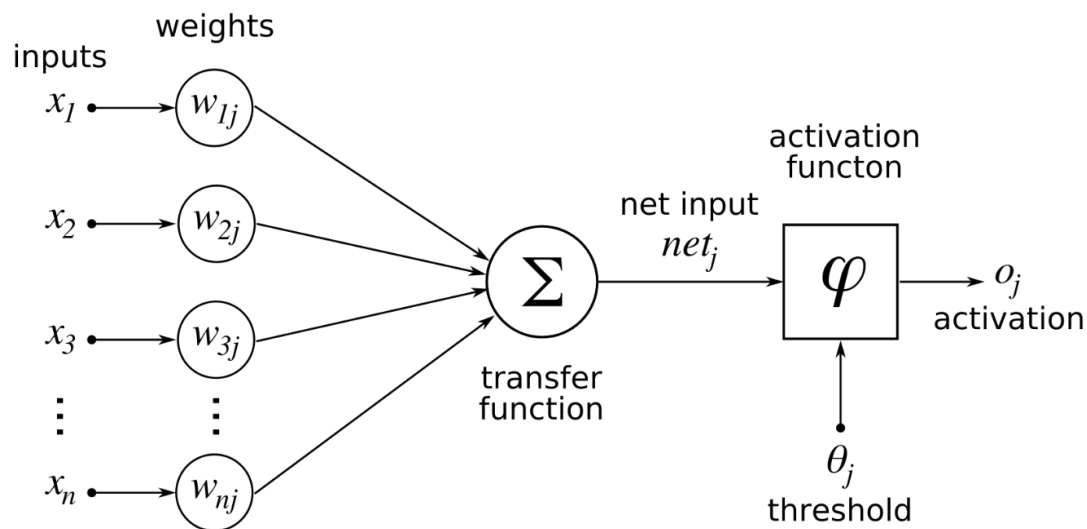 weights
inputs
x1
w1j
activation
functon
x2
w2j
net input
netj
Σ
φ
oj
activation
x3
w3j
transfer
function
⋮
⋮
θj
threshold
xn
wnj